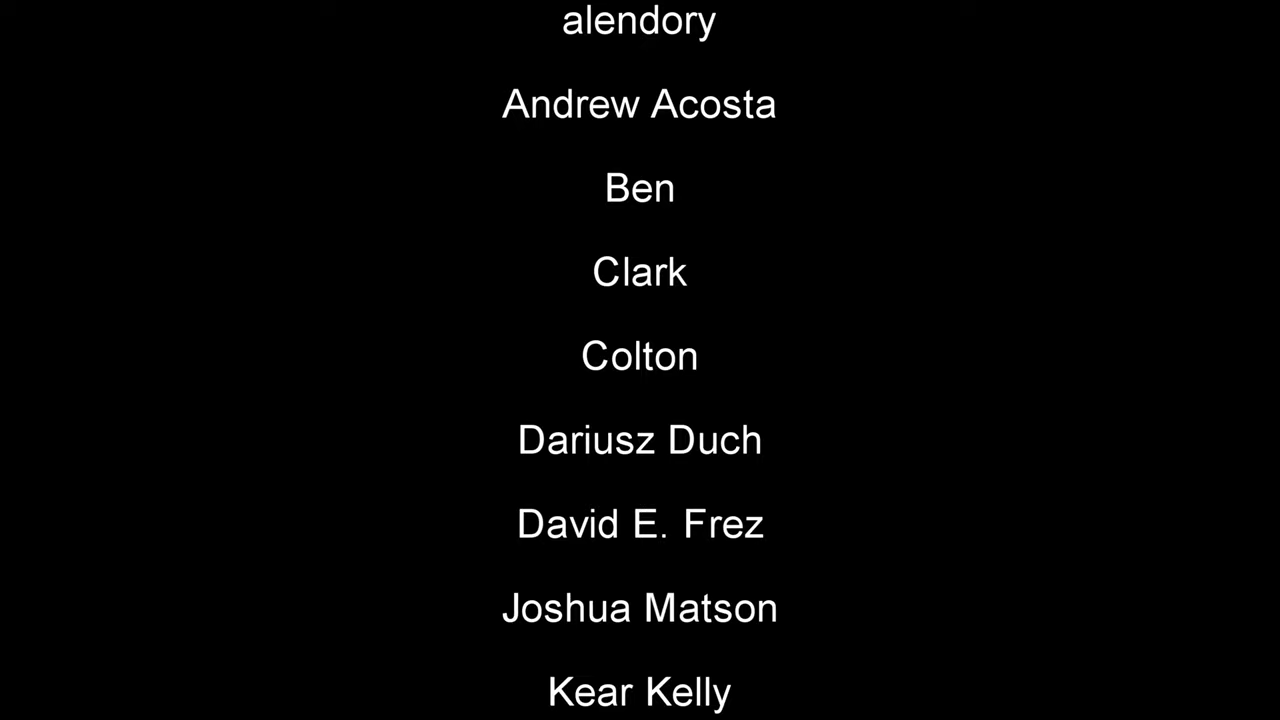 alendory
Andrew Acosta
Ben
Clark
Colton
Dariusz Duch
David E. Frez
Joshua Matson
Kear Kelly